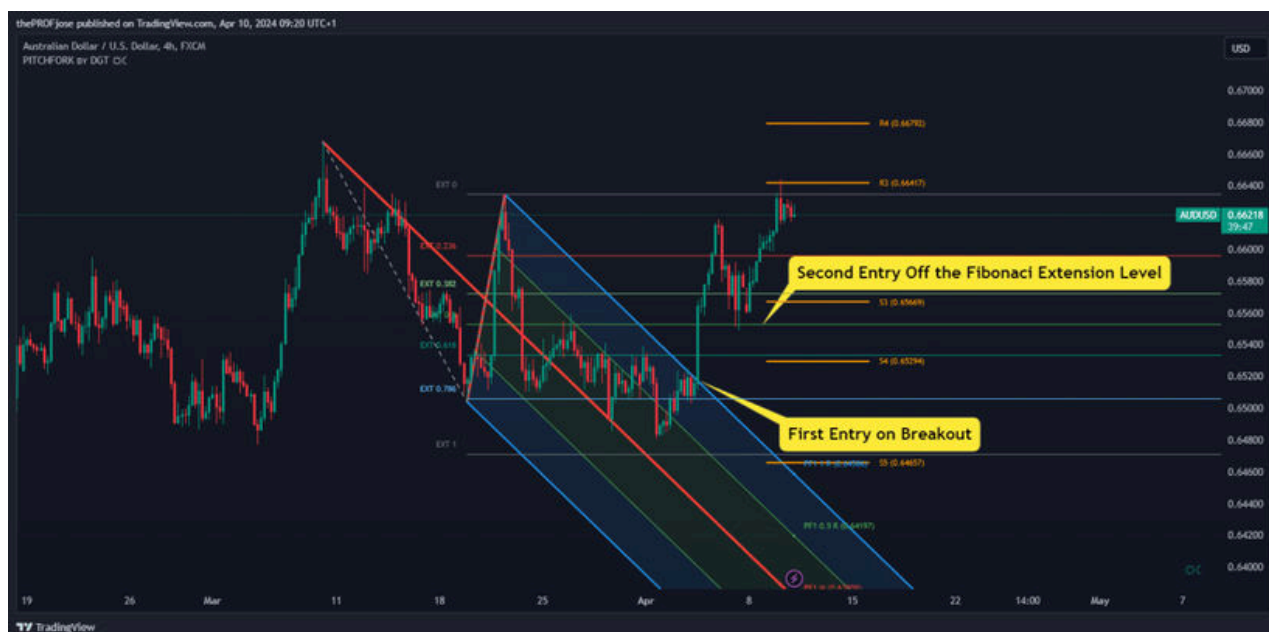 thePROFjose published on TradingView.com, Apr 10, 2024 09:20 UTC+1
Australian Dollar / U.S. Dollar, 4h, FXCM
PITCHFORK BY DGT
USD
0.67000
0.66800
R4 (0.66792)
0.66600
EXT 0
R3 (0.66417)
0.66400
AUDUSD 0.66218
39:47
0.66000
EXT 0.236
Second Entry Off the Fibonaci Extension Level
0.65800
EXT 0.382
S3 (0.65669)
0.65600
EXT 0.618
0.65400
S4 (0.65294)
0.65200
EXT 0.786
0.65000
First Entry on Breakout
EXT 1
0.64800
S5 (0.64657)
0.64600
0.64400
PF1 0.5 R (0.64197)
0.64200
0.64000
19 26 Mar 11 18 25 Apr 8 15 22 14:00 May 7
TradingView